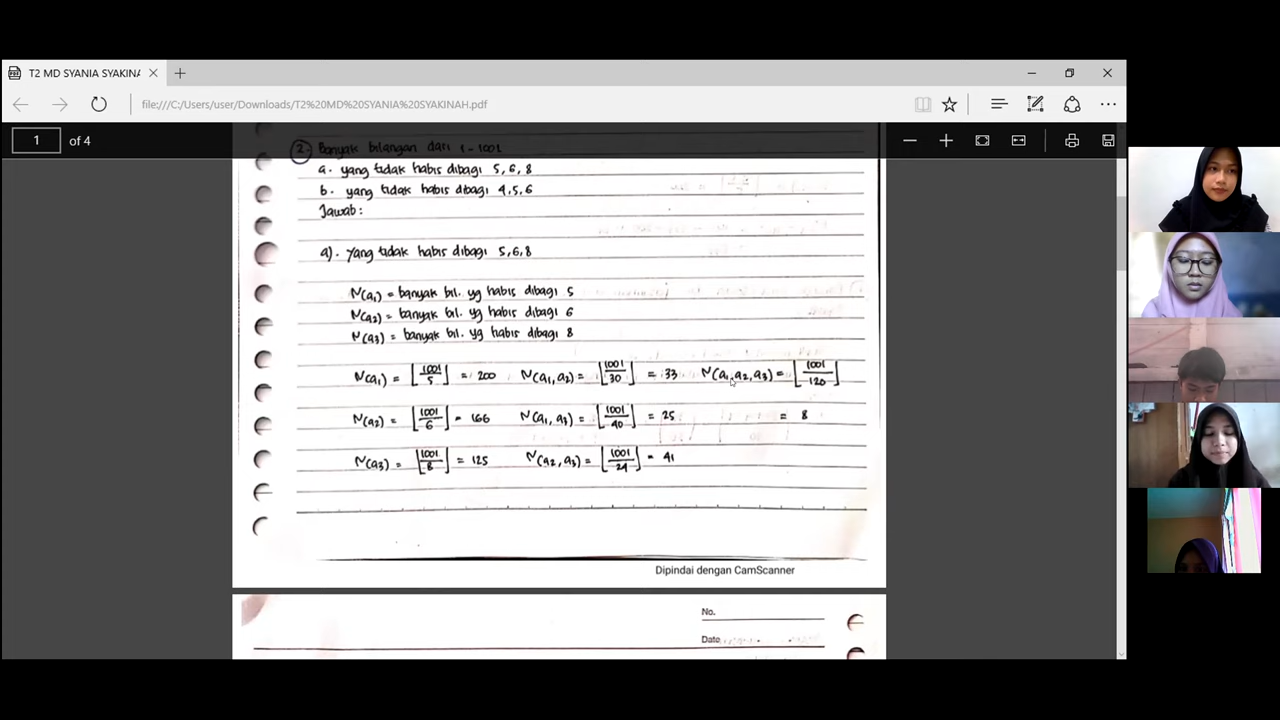 T2 MD SYANIA SYAKINA
file:///C:/Users/user/Downloads/T2%20MD%20SYANIA%20SYAKINAH.pdf
1 of 4
2. Banyak bilangan dari 1 - 1001
a. yang tidak habis dibagi 5, 6, 8
b. yang tidak habis dibagi 4, 5, 6
Jawab :
a). Yang tidak habis dibagi 5, 6, 8
N(a₁) = banyak bil. yg habis dibagi 5
N(a₂) = banyak bil. yg habis dibagi 6
N(a₃) = banyak bil. yg habis dibagi 8
N(a₁) = ⌊1001/5⌋ = 200 N(a₁, a₂) = ⌊1001/30⌋ = 33 N(a₁, a₂, a₃) = ⌊1001/120⌋
N(a₂) = ⌊1001/6⌋ = 166 N(a₁, a₃) = ⌊1001/40⌋ = 25 = 8
N(a₃) = ⌊1001/8⌋ = 125 N(a₂, a₃) = ⌊1001/24⌋ = 41
Dipindai dengan CamScanner
No.
Date